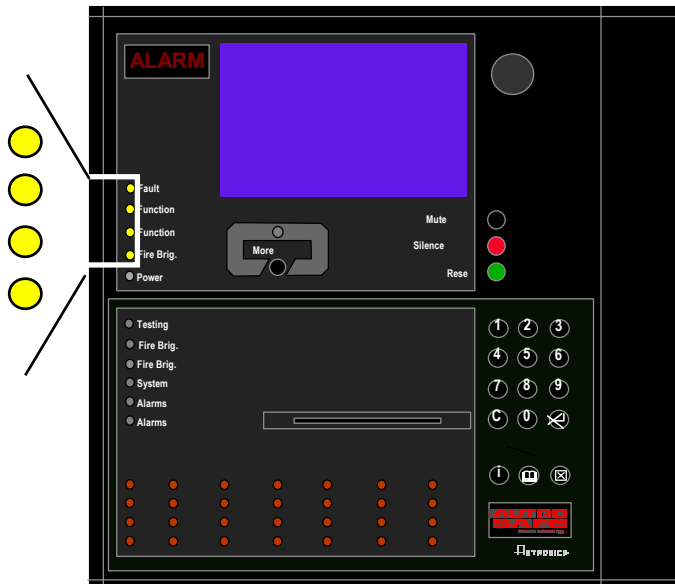 ALARM
Fault
Function
Function
Fire Brig.
Power
More
Mute
Silence
Rese
Testing
Fire Brig.
Fire Brig.
System
Alarms
Alarms
1 2 3
4 5 6
7 8 9
C 0
i
AUTRO
SAFE